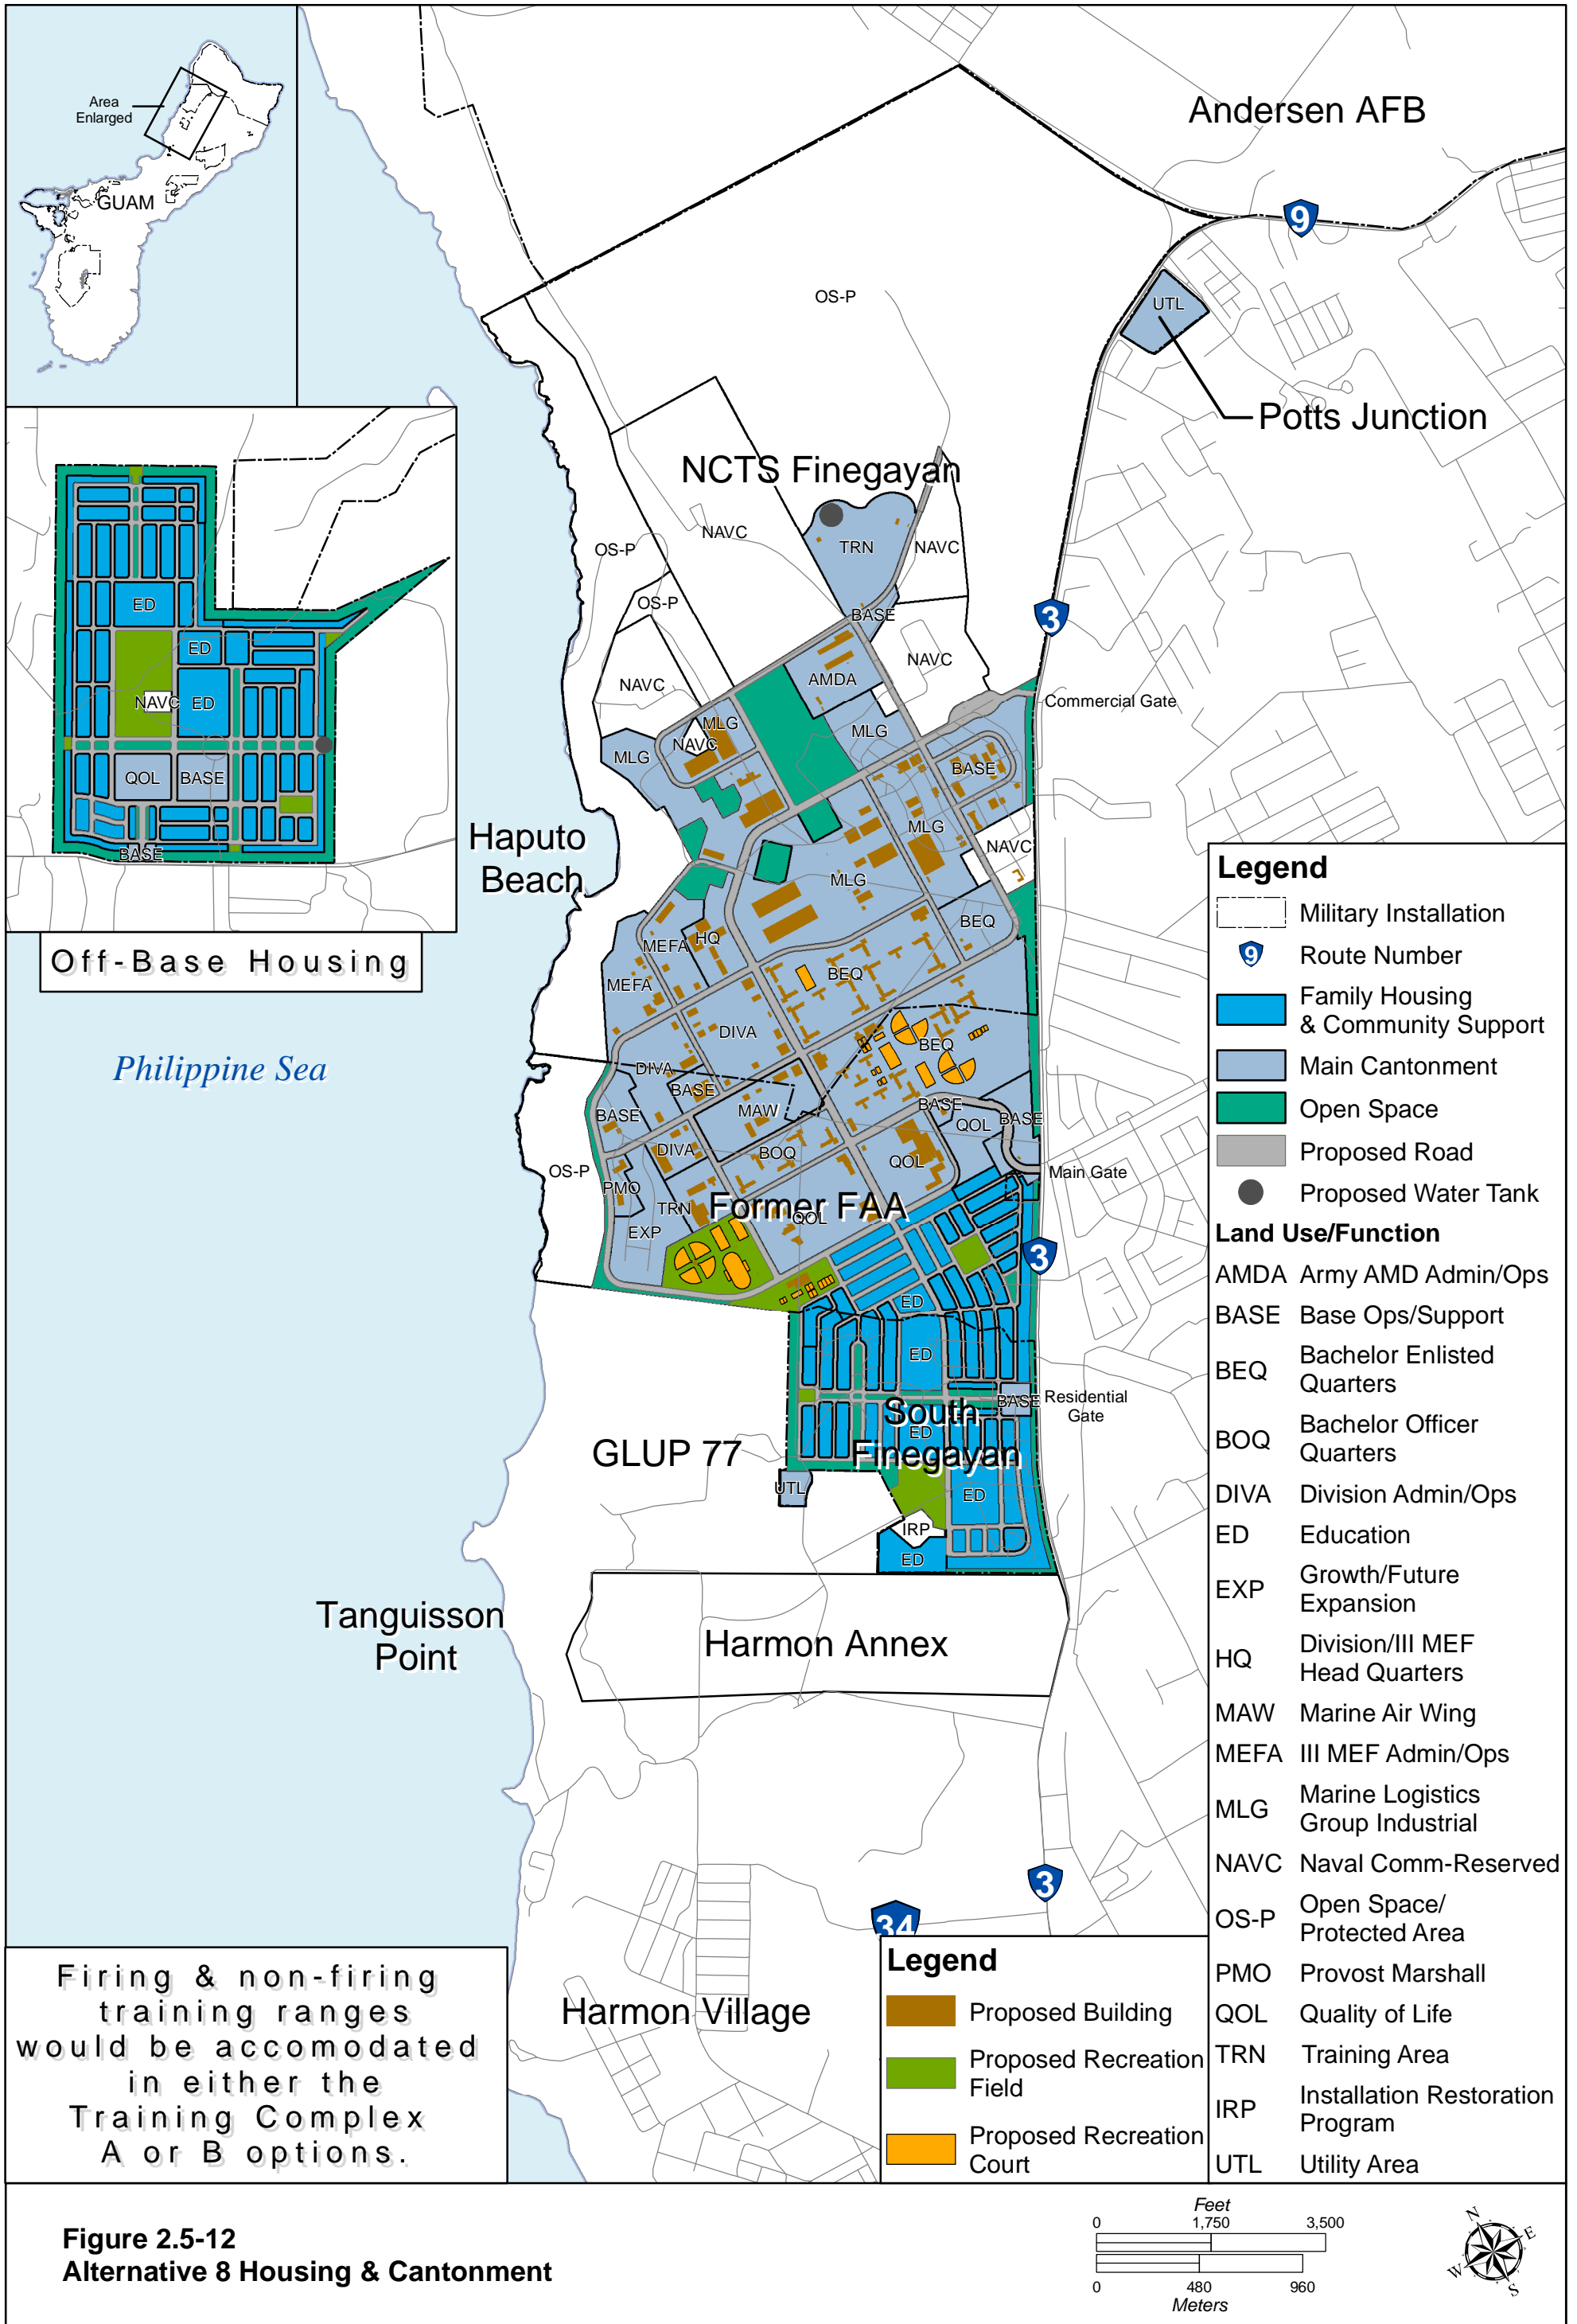 Area
Enlarged
GUAM
Andersen AFB
9
OS-P
UTL
Potts Junction
NCTS Finegayan
NAVC
TRN
NAVC
OS-P
OS-P
BASE
3
NAVC
NAVC
AMDA
Commercial Gate
MLG
NAVC
MLG
MLG
BASE
MLG
NAVC
MLG
BEQ
Haputo
Beach
MEFA
HQ
MEFA
BEQ
DIVA
BEQ
DIVA
BASE
MAW
BASE
BASE
QOL
BASE
DIVA
BOQ
QOL
Main Gate
OS-P
PMO
TRN
Former FAA
QOL
EXP
3
ED
ED
BASE
Residential
Gate
South
Finegayan
ED
GLUP 77
UTL
ED
IRP
ED
Tanguisson
Point
Harmon Annex
3
34
Harmon Village
Philippine Sea
ED
ED
NAVC
ED
QOL
BASE
BASE
Off-Base Housing
Firing & non-firing
training ranges
would be accomodated
in either the
Training Complex
A or B options.
Legend
Military Installation
9
Route Number
Family Housing
& Community Support
Main Cantonment
Open Space
Proposed Road
Proposed Water Tank
Land Use/Function
AMDA Army AMD Admin/Ops
BASE Base Ops/Support
BEQ Bachelor Enlisted
Quarters
BOQ Bachelor Officer
Quarters
DIVA Division Admin/Ops
ED Education
EXP Growth/Future
Expansion
HQ Division/III MEF
Head Quarters
MAW Marine Air Wing
MEFA III MEF Admin/Ops
MLG Marine Logistics
Group Industrial
NAVC Naval Comm-Reserved
OS-P Open Space/
Protected Area
PMO Provost Marshall
QOL Quality of Life
TRN Training Area
IRP Installation Restoration
Program
UTL Utility Area
Legend
Proposed Building
Proposed Recreation
Field
Proposed Recreation
Court
Figure 2.5-12
Alternative 8 Housing & Cantonment
Feet
0 1,750 3,500
0 480 960
Meters
N
E
W
S